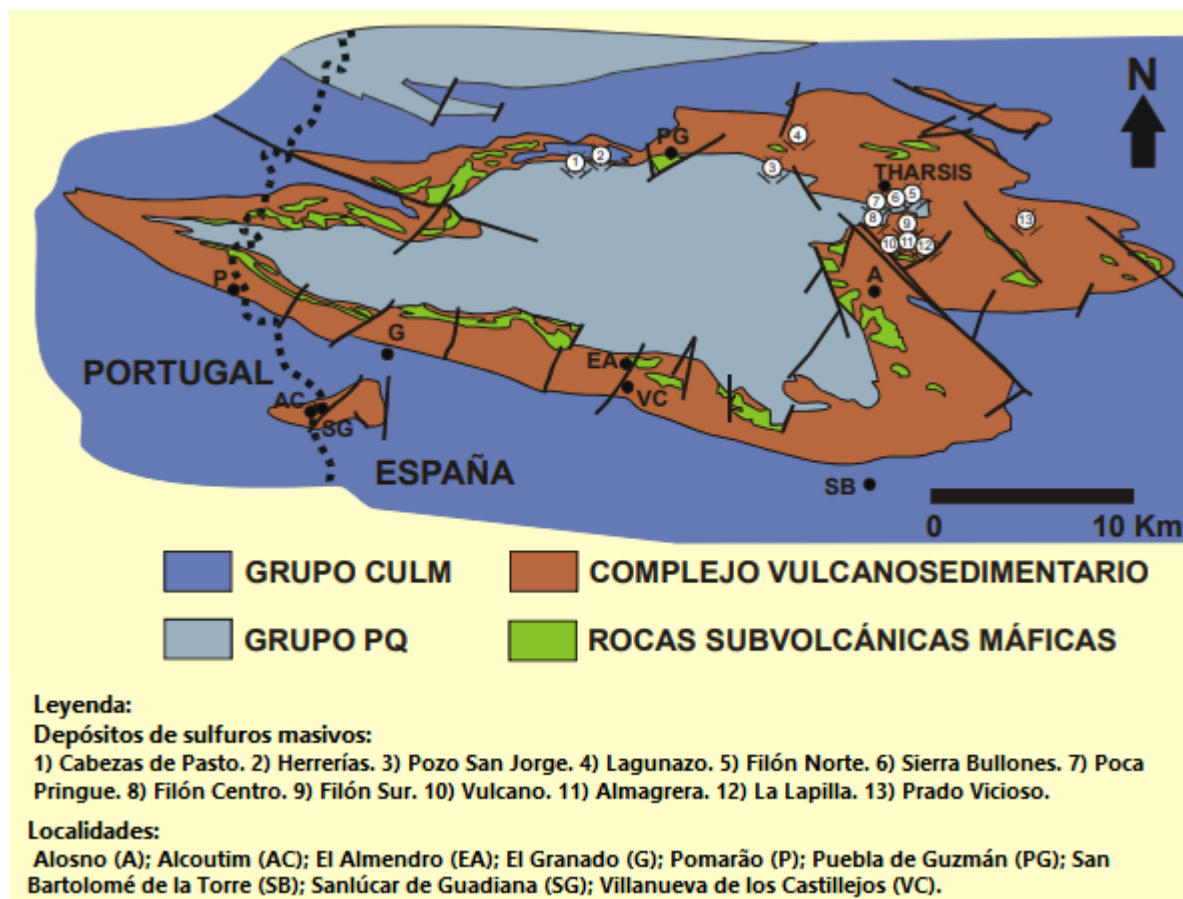 N
PG
4
1
2
3
THARSIS
7
6
5
8
9
13
10
11
12
P
A
G
EA
PORTUGAL
VC
AC
SG
ESPAÑA
SB
0 10 Km
GRUPO CULM
COMPLEJO VULCANOSEDIMENTARIO
GRUPO PQ
ROCAS SUBVOLCÁNICAS MÁFICAS
Leyenda:
Depósitos de sulfuros masivos:
1) Cabezas de Pasto. 2) Herrerías. 3) Pozo San Jorge. 4) Lagunazo. 5) Filón Norte. 6) Sierra Bullones. 7) Poca
Pringue. 8) Filón Centro. 9) Filón Sur. 10) Vulcano. 11) Almagrera. 12) La Lapilla. 13) Prado Vicioso.
Localidades:
Alosno (A); Alcoutim (AC); El Almendro (EA); El Granado (G); Pomarão (P); Puebla de Guzmán (PG); San
Bartolomé de la Torre (SB); Sanlúcar de Guadiana (SG); Villanueva de los Castillejos (VC).